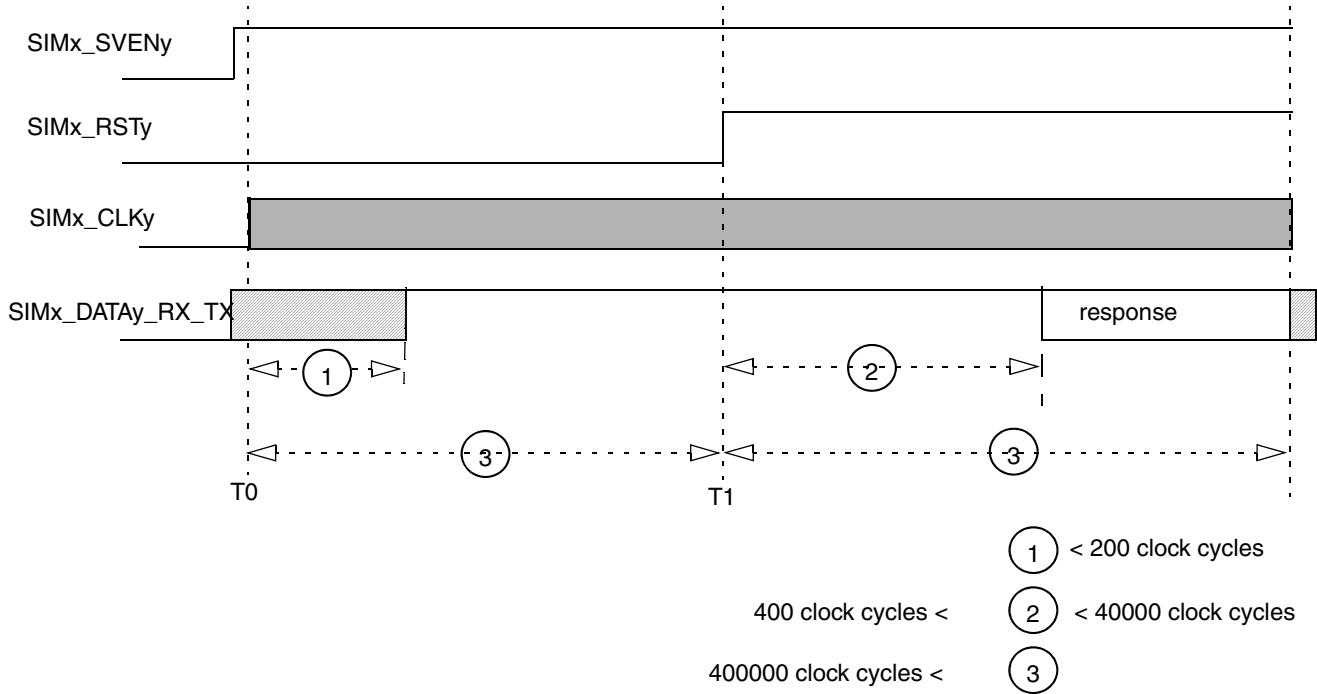 SIMx_SVENy
SIMx_RSTy
SIMx_CLKy
SIMx_DATAy_RX_TX
response
1
2
3
3
T0
T1
1 < 200 clock cycles
400 clock cycles < 2 < 40000 clock cycles
400000 clock cycles < 3